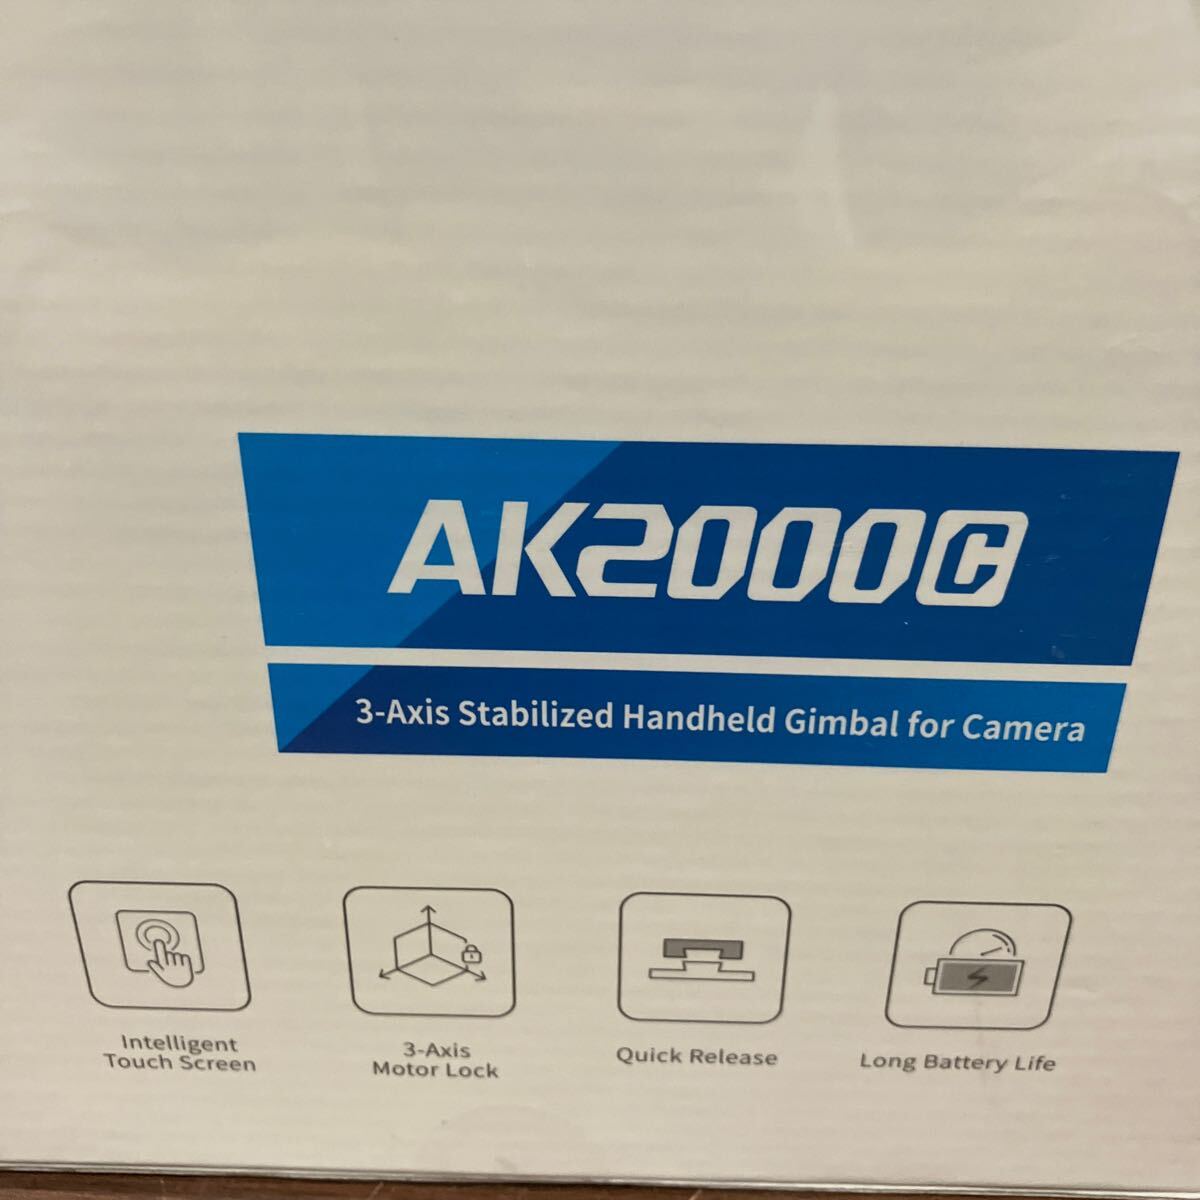 AK2000C
3-Axis Stabilized Handheld Gimbal for Camera
Intelligent
Touch Screen
3-Axis
Motor Lock
Quick Release
Long Battery Life